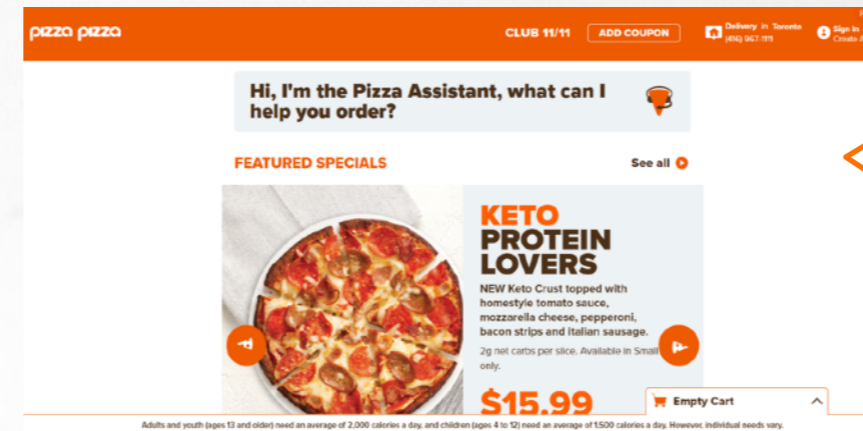 pizza pizza
CLUB 11/11
ADD COUPON
Delivery in Toronto
(416) 967-1111
Sign In
Create
Hi, I'm the Pizza Assistant, what can I
help you order?
FEATURED SPECIALS
See all
KETO
PROTEIN
LOVERS
NEW Keto Crust topped with
homestyle tomato sauce,
mozzarella cheese, pepperoni,
bacon strips and Italian sausage.
2g net carbs per slice. Available in Small
only.
$15.99
Empty Cart
Adults and youth (ages 13 and older) need an average of 2,000 calories a day, and children (ages 4 to 12) need an average of 1,500 calories a day. However, individual needs vary.